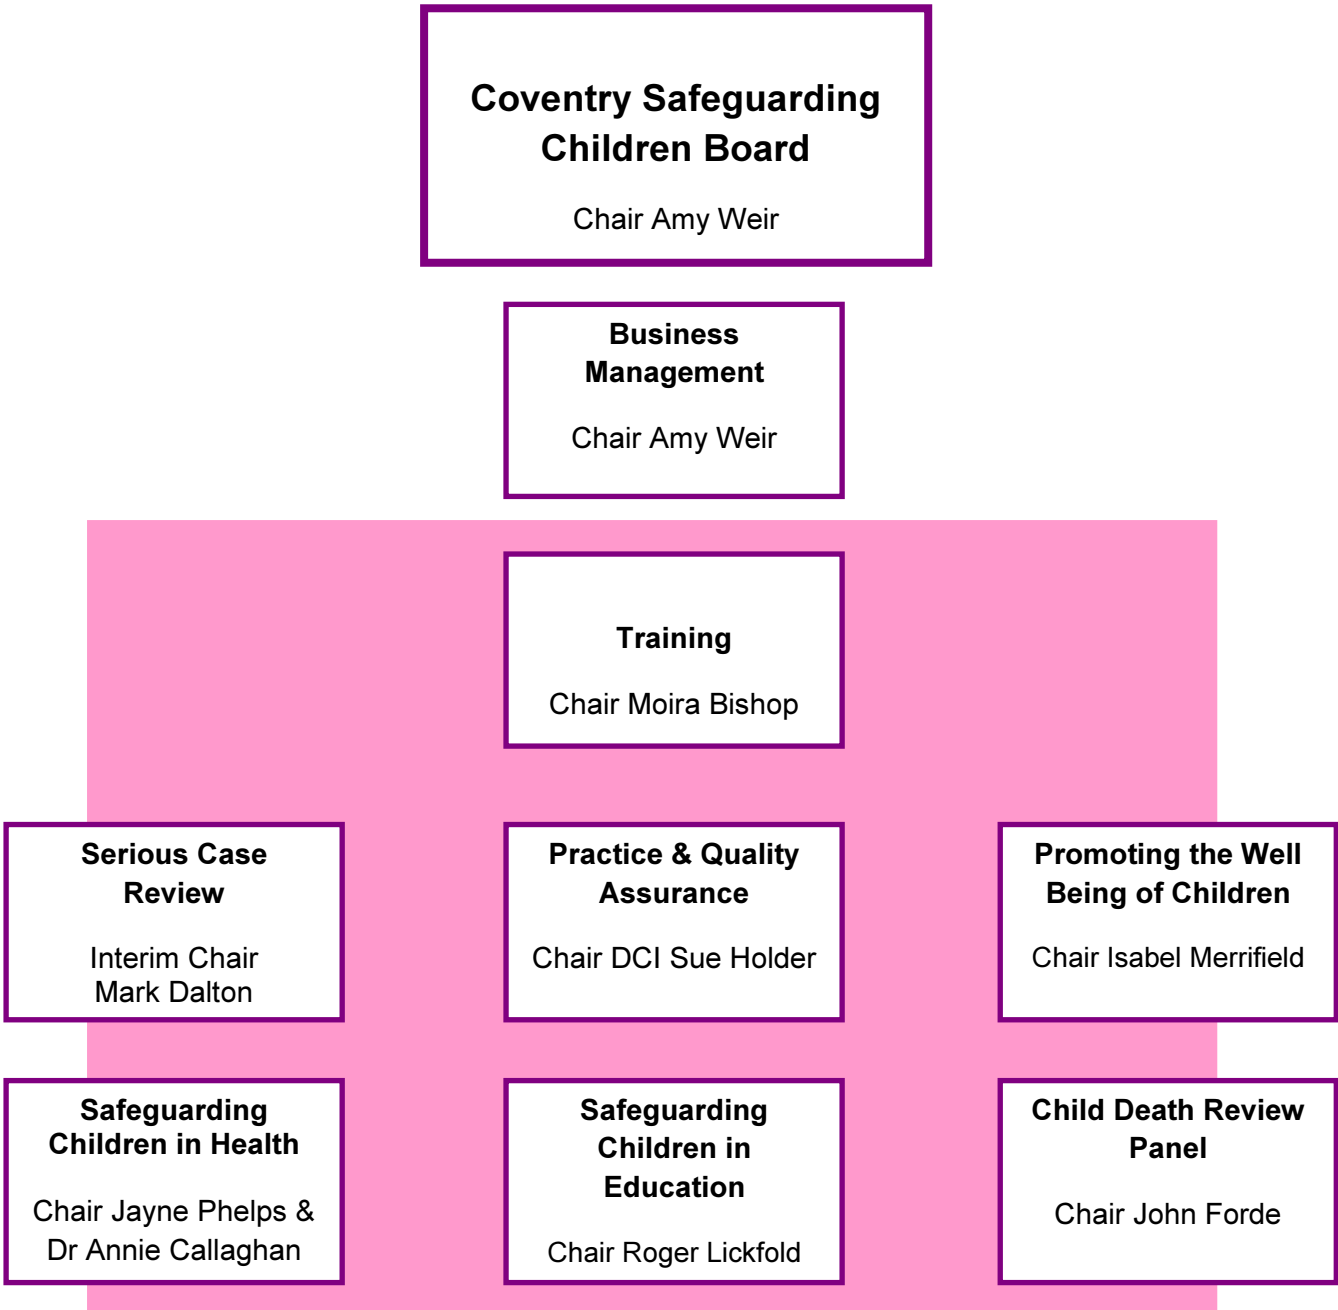 Coventry Safeguarding
Children Board
Chair Amy Weir
Business
Management
Chair Amy Weir
Training
Chair Moira Bishop
Serious Case
Review
Interim Chair
Mark Dalton
Practice & Quality
Assurance
Chair DCI Sue Holder
Promoting the Well
Being of Children
Chair Isabel Merrifield
Safeguarding
Children in Health
Chair Jayne Phelps &
Dr Annie Callaghan
Safeguarding
Children in
Education
Chair Roger Lickfold
Child Death Review
Panel
Chair John Forde